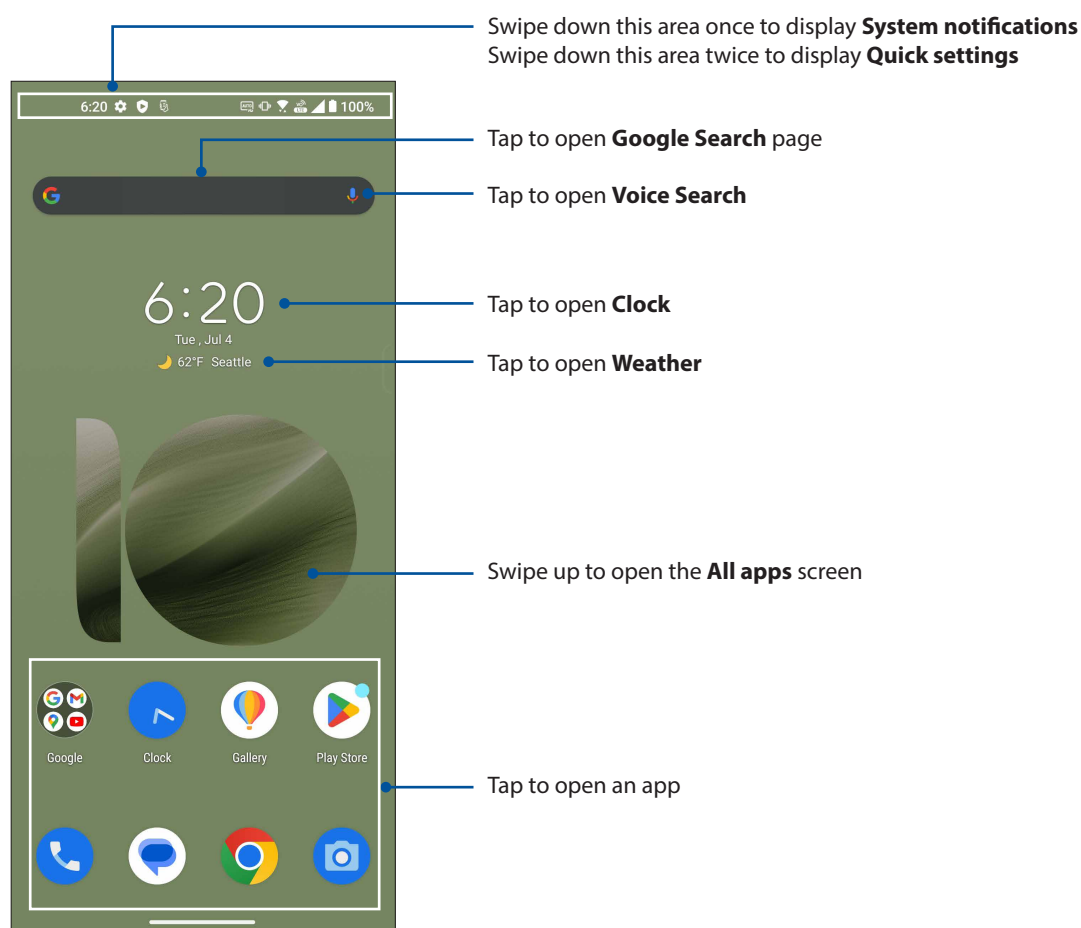 Swipe down this area once to display System notifications
Swipe down this area twice to display Quick settings
6:20 100%
Tap to open Google Search page
Tap to open Voice Search
6:20
Tap to open Clock
Tue , Jul 4
62°F Seattle
Tap to open Weather
Swipe up to open the All apps screen
Google Clock Gallery Play Store
Tap to open an app